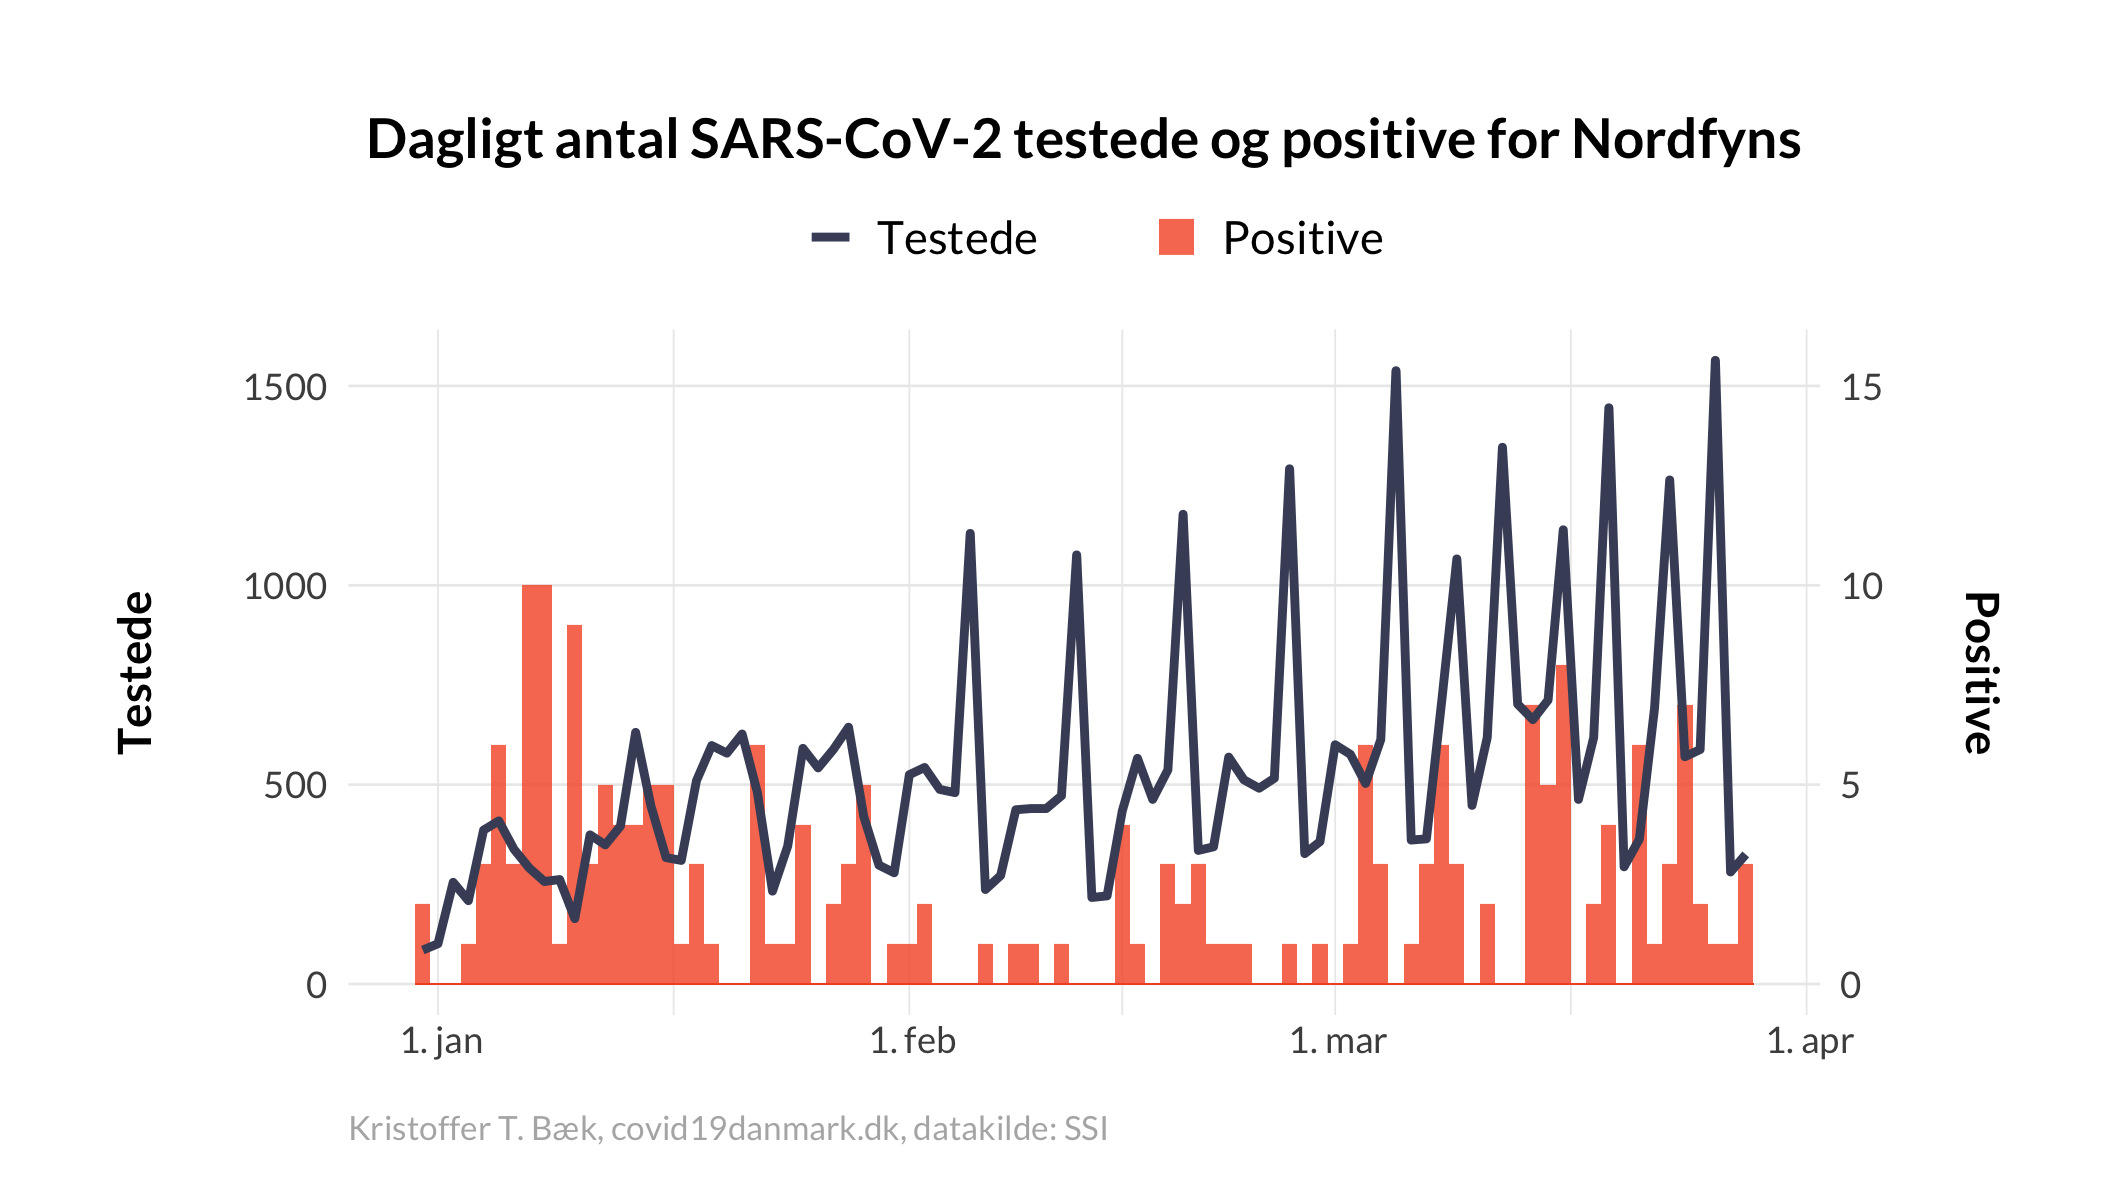 Dagligt antal SARS-CoV-2 testede og positive for Nordfyns
Testede Positive
1500 15
1000 10
500 5
0 0
Testede
Positive
1. jan 1. feb 1. mar 1. apr
Kristoffer T. Bæk, covid19danmark.dk, datakilde: SSI